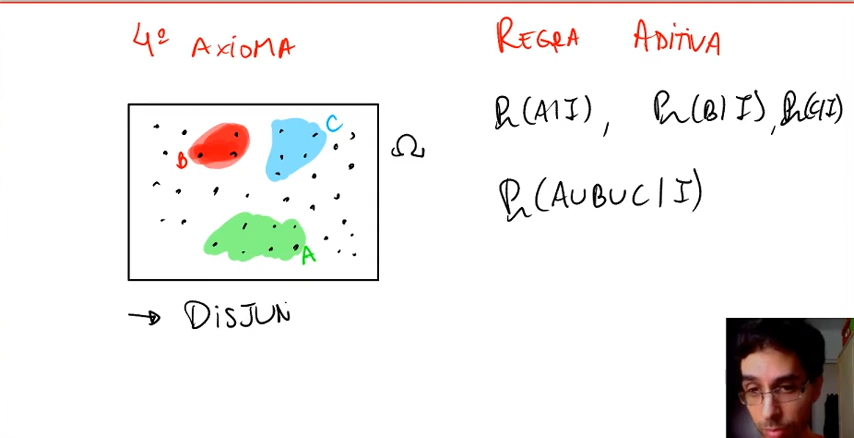 4º AXIOMA
REGRA ADITIVA
Pr(A|I), Pr(B|I), Pr(C|I)
Pr(A∪B∪C|I)
B
C
Ω
A
→ DISJUN